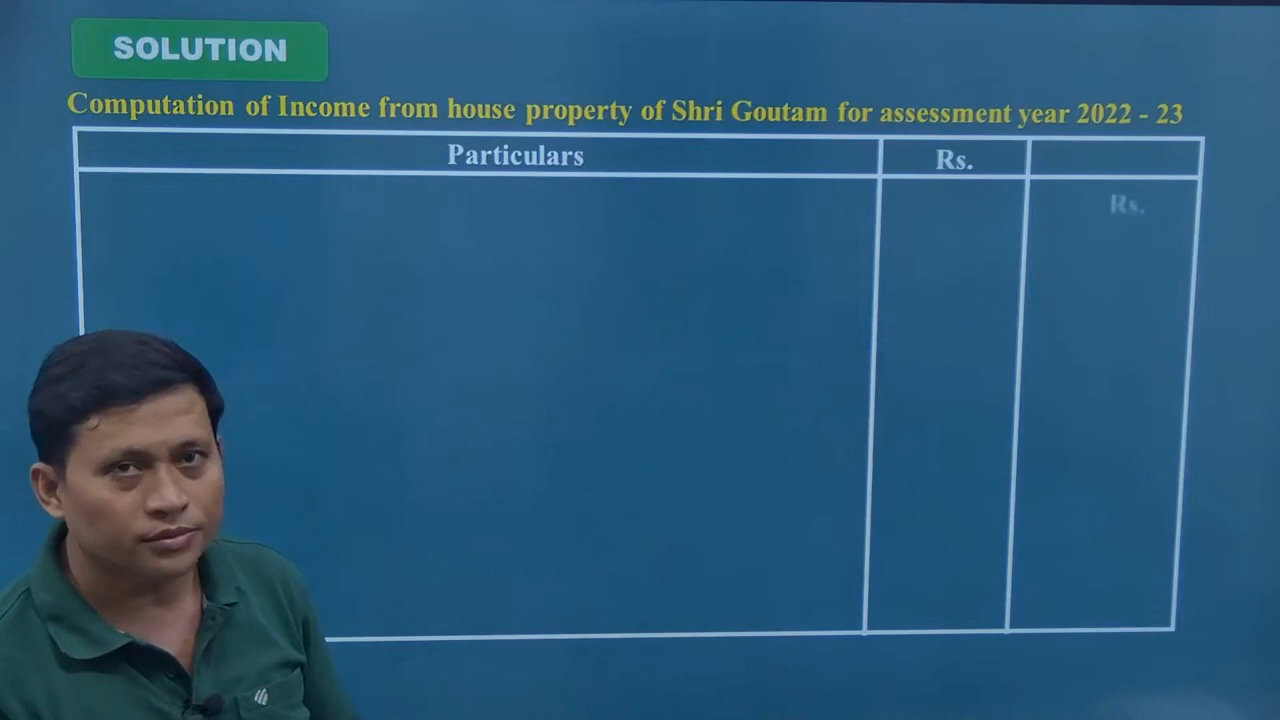 SOLUTION
Computation of Income from house property of Shri Goutam for assessment year 2022 - 23
Particulars Rs.
Rs.